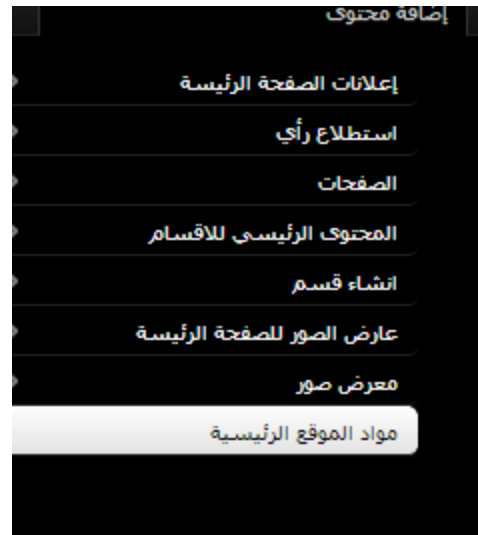 إضافة محتوى
إعلانات الصفحة الرئيسة
استطلاع رأي
الصفحات
المحتوى الرئيسي للاقسام
انشاء قسم
عارض الصور للصفحة الرئيسة
معرض صور
مواد الموقع الرئيسية